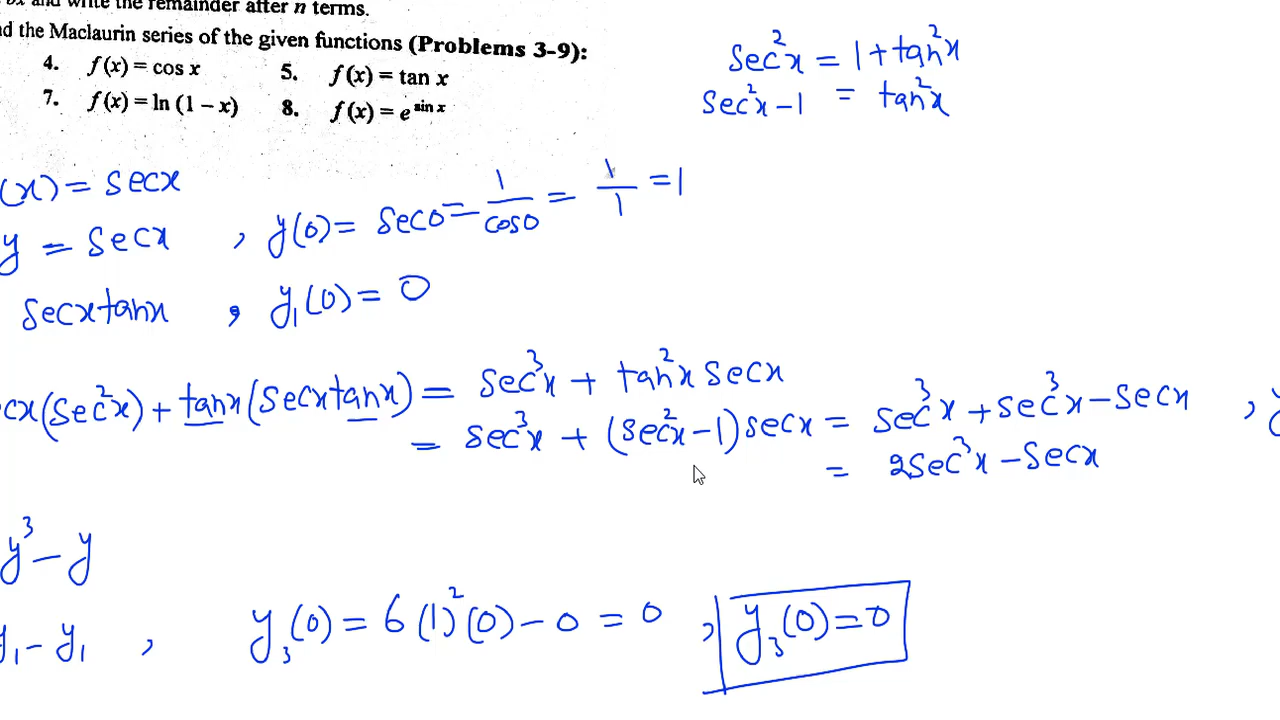 bx and write the remainder after n terms.
d the Maclaurin series of the given functions (Problems 3-9):
4. f(x) = cos x 5. f(x) = tan x
7. f(x) = ln (1 − x) 8. f(x) = e^sin x
sec²x = 1 + tan²x
sec²x − 1 = tan²x
(x) = secx
y = secx , y(0) = sec0 = 1/cos0 = 1/1 = 1
secxtanx , y₁(0) = 0
cx(sec²x) + tanx(secxtanx) = sec³x + tan²x secx
= sec³x + (sec²x − 1)secx = sec³x + sec³x − secx ,
= 2sec³x − secx
y³ − y
y₁ − y₁ , y₃(0) = 6(1)²(0) − 0 = 0 , y₃(0) = 0